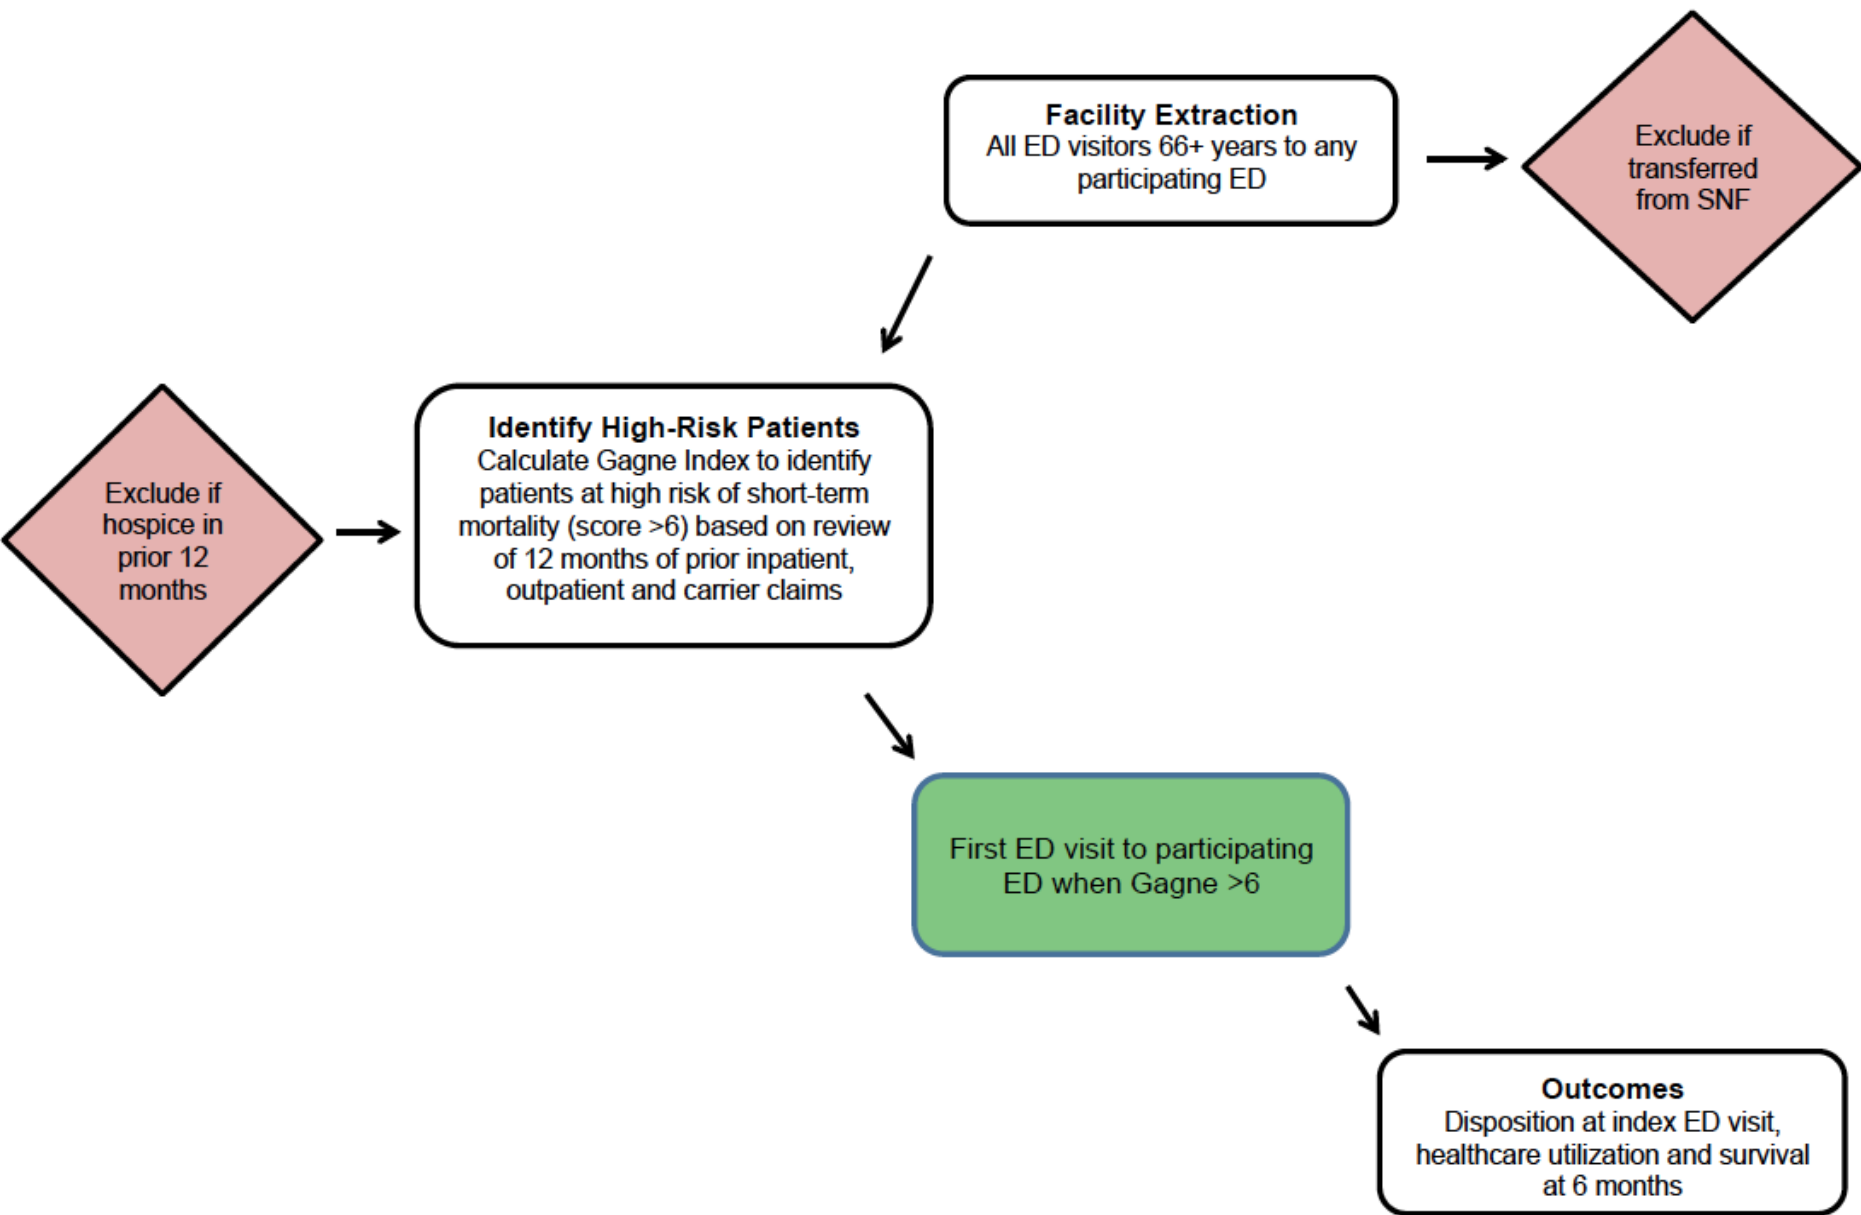 Facility Extraction
All ED visitors 66+ years to any
participating ED
Exclude if
transferred
from SNF
Exclude if
hospice in
prior 12
months
Identify High-Risk Patients
Calculate Gagne Index to identify
patients at high risk of short-term
mortality (score >6) based on review
of 12 months of prior inpatient,
outpatient and carrier claims
First ED visit to participating
ED when Gagne >6
Outcomes
Disposition at index ED visit,
healthcare utilization and survival
at 6 months